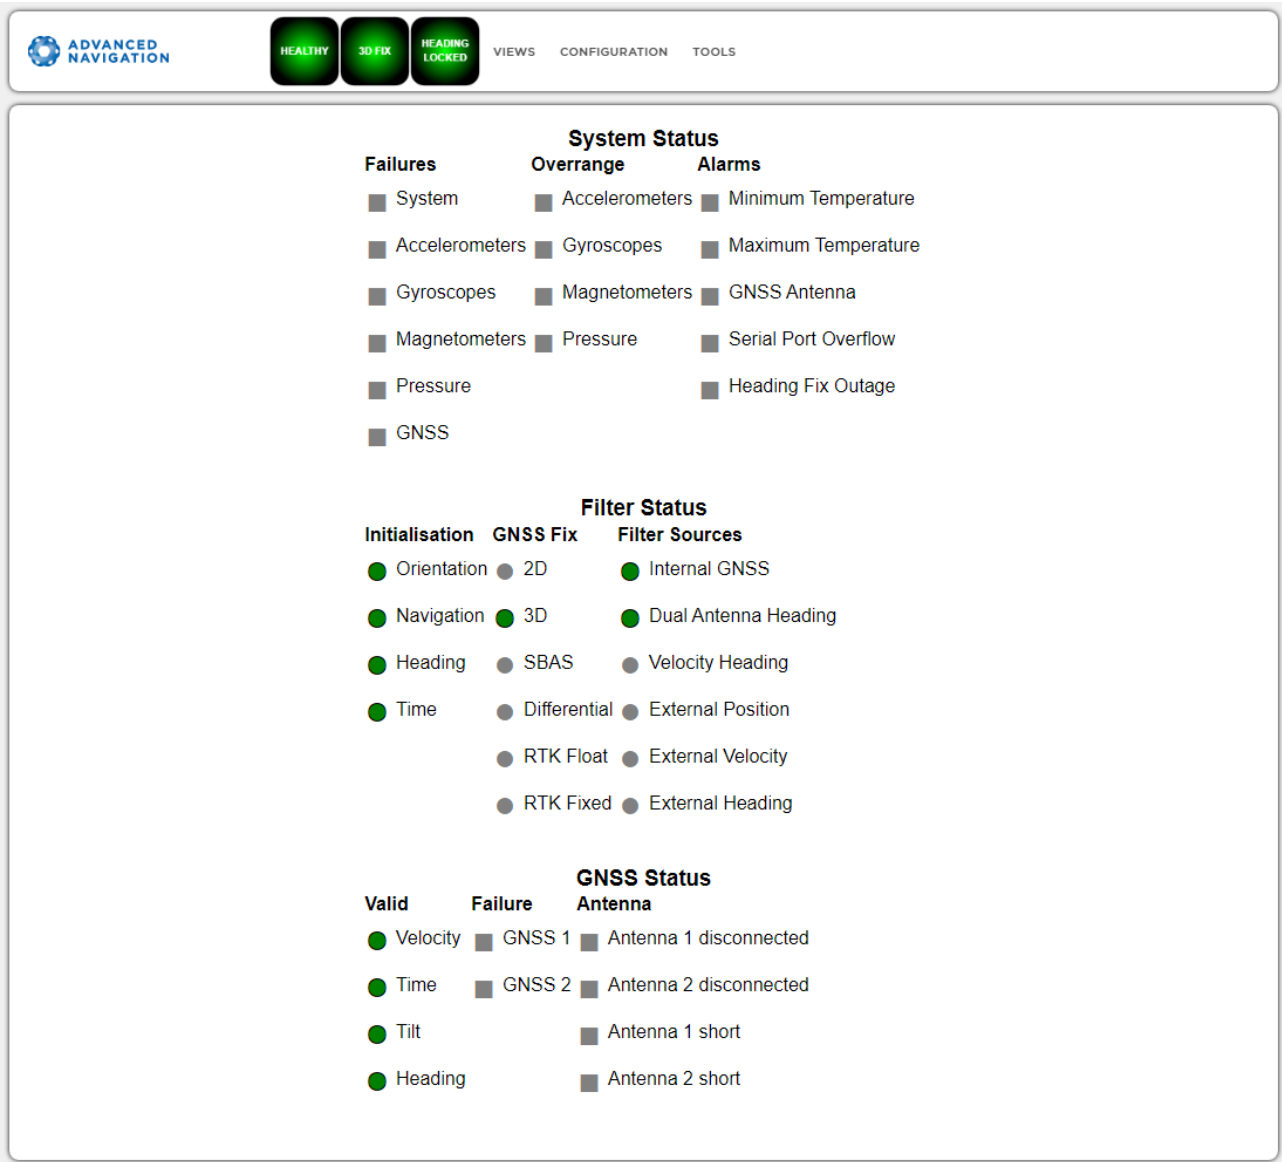 ADVANCED
NAVIGATION
HEALTHY 3D FIX HEADING LOCKED VIEWS CONFIGURATION TOOLS
System Status
Failures Overrange Alarms
System Accelerometers Minimum Temperature
Accelerometers Gyroscopes Maximum Temperature
Gyroscopes Magnetometers GNSS Antenna
Magnetometers Pressure Serial Port Overflow
Pressure Heading Fix Outage
GNSS
Filter Status
Initialisation GNSS Fix Filter Sources
Orientation 2D Internal GNSS
Navigation 3D Dual Antenna Heading
Heading SBAS Velocity Heading
Time Differential External Position
RTK Float External Velocity
RTK Fixed External Heading
GNSS Status
Valid Failure Antenna
Velocity GNSS 1 Antenna 1 disconnected
Time GNSS 2 Antenna 2 disconnected
Tilt Antenna 1 short
Heading Antenna 2 short